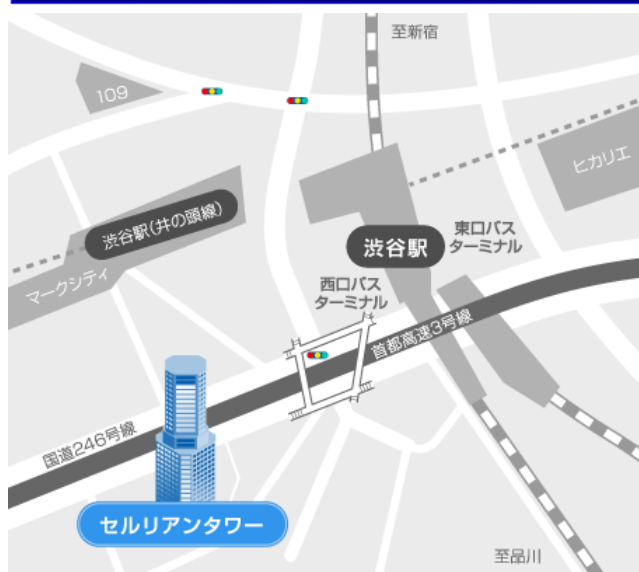 至新宿
109
ヒカリエ
渋谷駅(井の頭線)
東口バス
ターミナル
渋谷駅
マークシティ
西口バス
ターミナル
首都高速3号線
国道246号線
セルリアンタワー
至品川